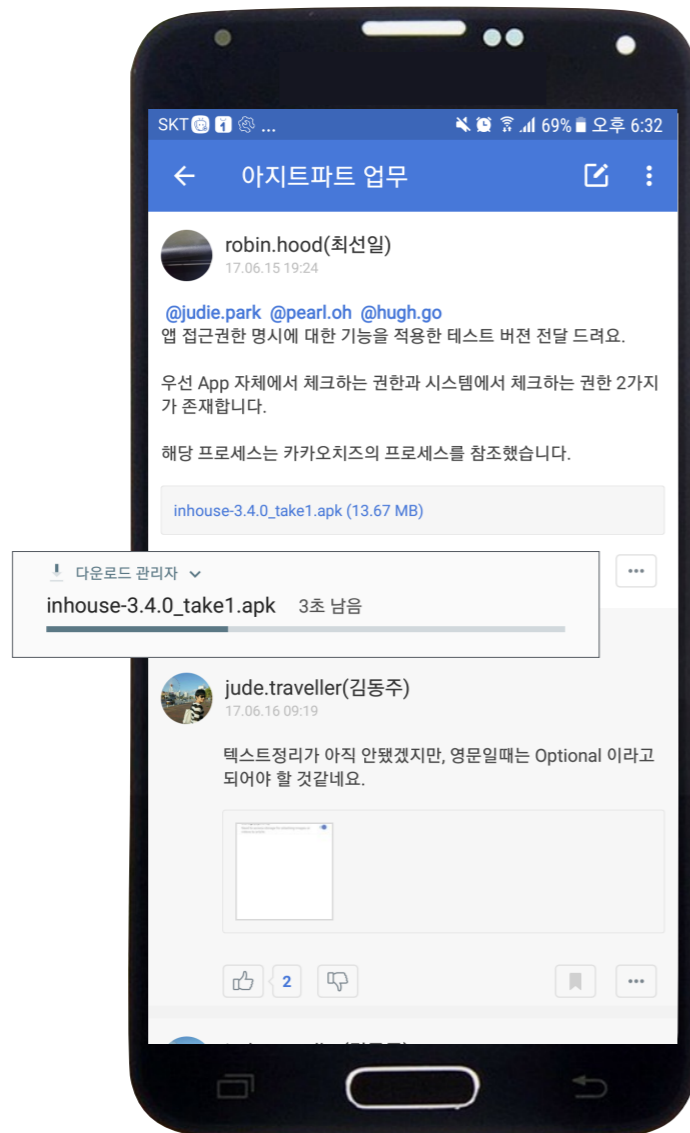 SKT ... 69% 오후 6:32
아지트파트 업무
robin.hood(최선일)
17.06.15 19:24
@judie.park @pearl.oh @hugh.go
앱 접근권한 명시에 대한 기능을 적용한 테스트 버젼 전달 드려요.
우선 App 자체에서 체크하는 권한과 시스템에서 체크하는 권한 2가지
가 존재합니다.
해당 프로세스는 카카오치즈의 프로세스를 참조했습니다.
inhouse-3.4.0_take1.apk (13.67 MB)
다운로드 관리자
inhouse-3.4.0_take1.apk 3초 남음
jude.traveller(김동주)
17.06.16 09:19
텍스트정리가 아직 안됐겠지만, 영문일때는 Optional 이라고
되어야 할 것같네요.
2